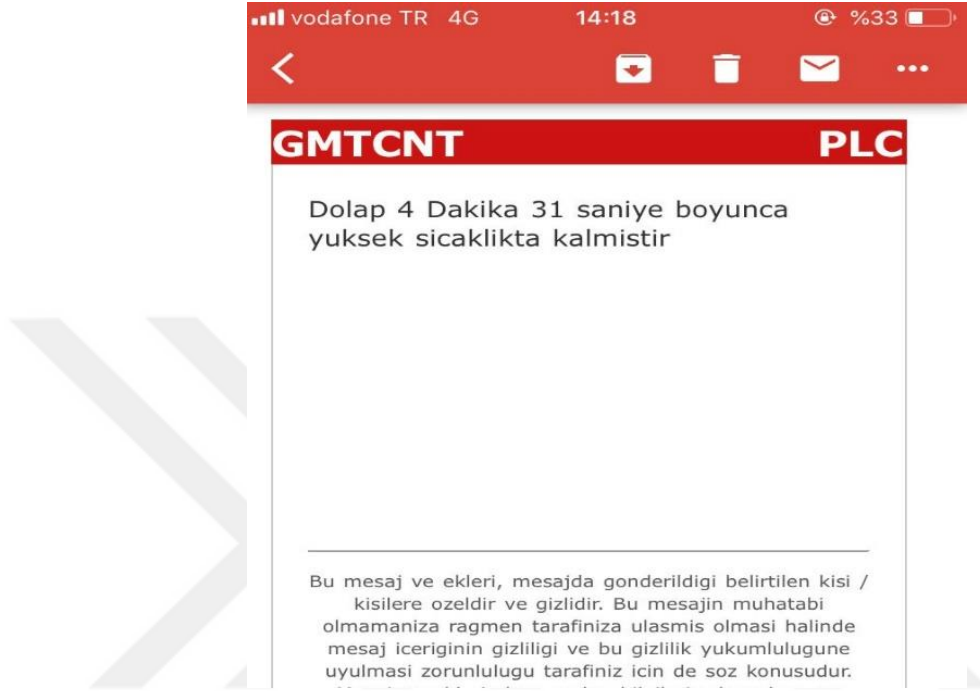 vodafone TR 4G 14:18 %33
GMTCNT PLC
Dolap 4 Dakika 31 saniye boyunca
yuksek sicaklikta kalmistir
Bu mesaj ve ekleri, mesajda gonderildigi belirtilen kisi /
kisilere ozeldir ve gizlidir. Bu mesajin muhatabi
olmamaniza ragmen tarafiniza ulasmis olmasi halinde
mesaj iceriginin gizliligi ve bu gizlilik yukumlulugune
uyulmasi zorunlulugu tarafiniz icin de soz konusudur.